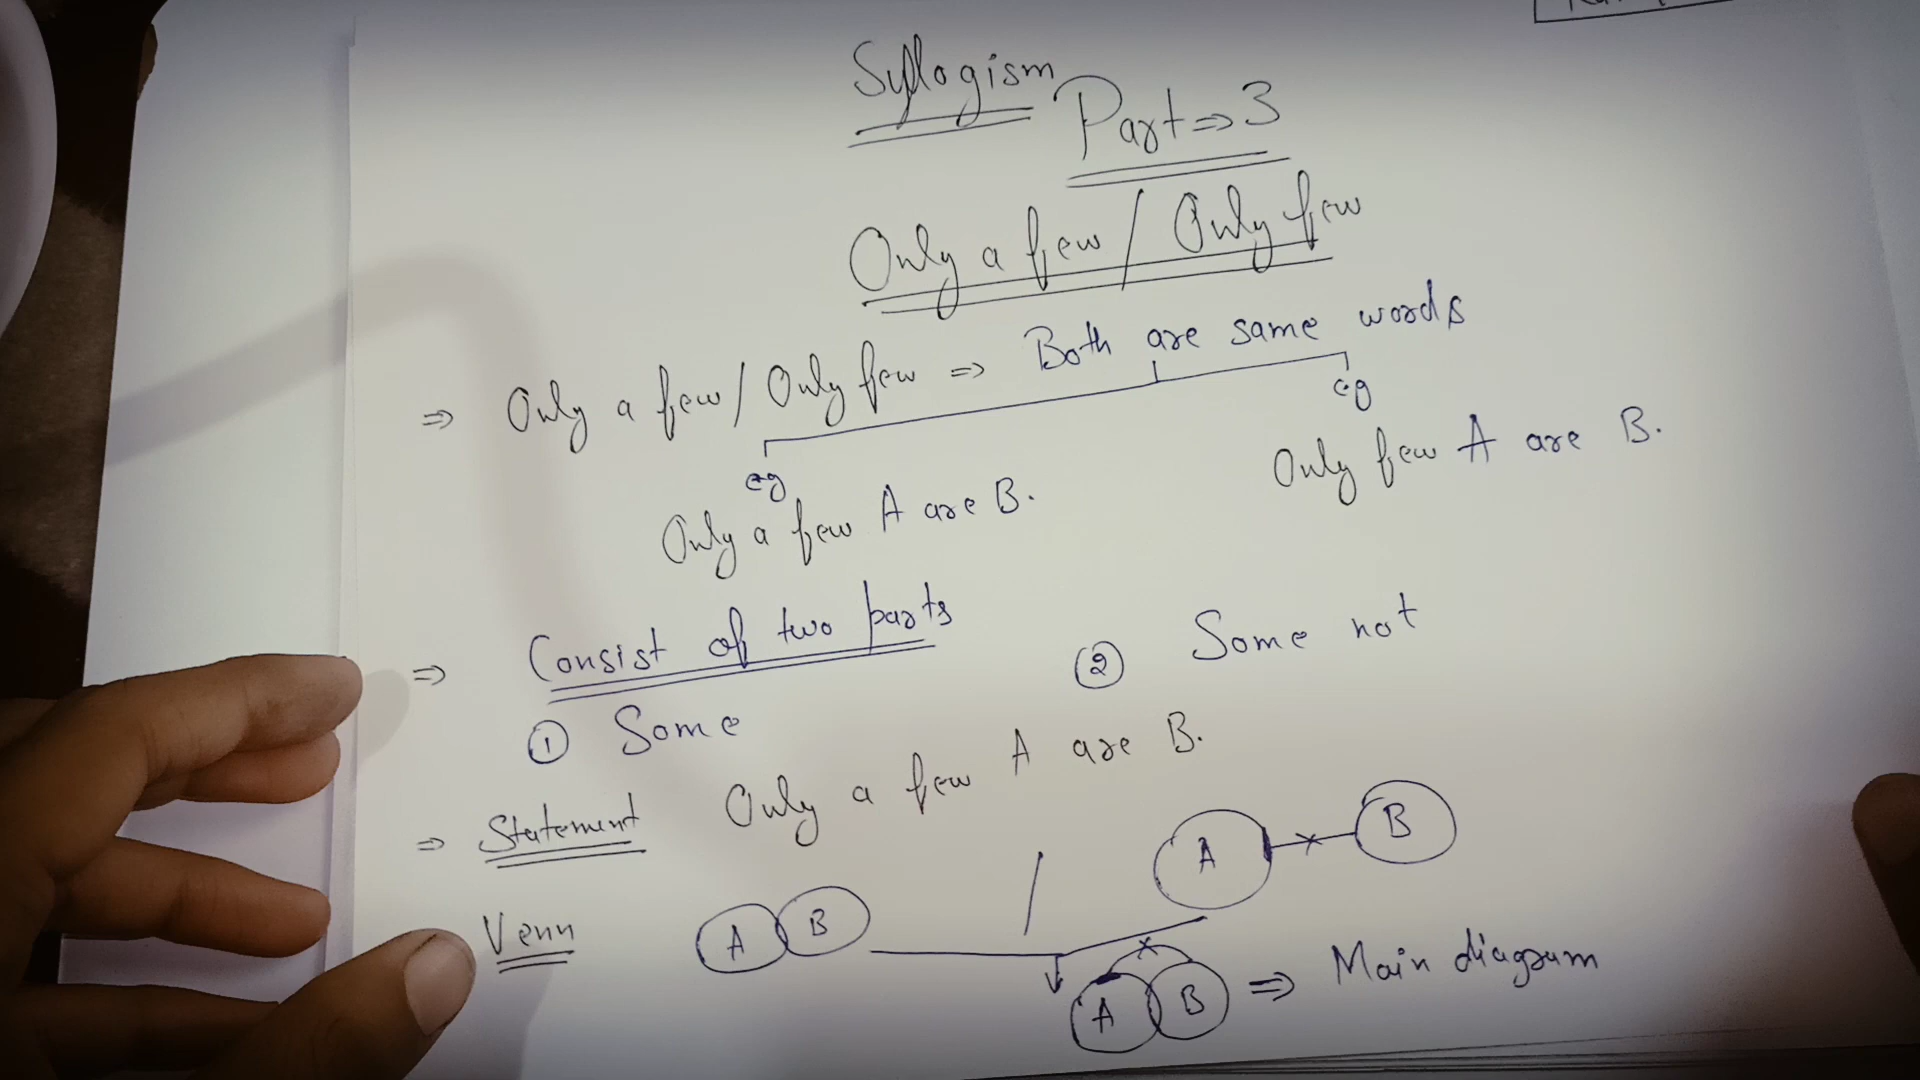 Syllogism
Part ⇒ 3
Only a few / Only few
⇒ Only a few / Only few ⇒ Both are same words
eg
eg
Only a few A are B.
Only few A are B.
⇒ Consist of two parts
① Some
② Some not
⇒ Statement Only a few A are B.
⇒ Venn
A B
/
A × B
×
A B ⇒ Main diagram